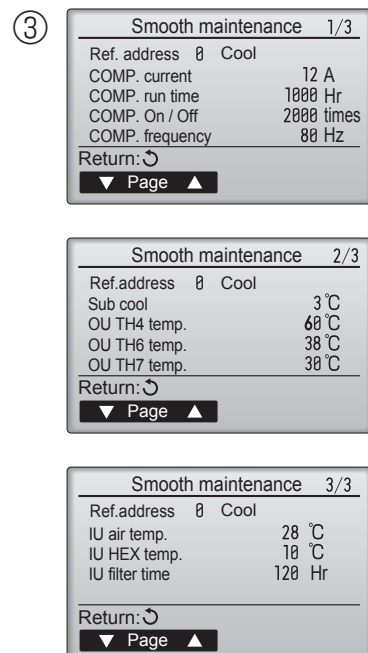 ③
Smooth maintenance 1/3
Ref. address 0 Cool
COMP. current 12 A
COMP. run time 1000 Hr
COMP. On / Off 2000 times
COMP. frequency 80 Hz
Return:
▼ Page ▲
Smooth maintenance 2/3
Ref.address 0 Cool
Sub cool 3 ℃
OU TH4 temp. 60 ℃
OU TH6 temp. 38 ℃
OU TH7 temp. 30 ℃
Return:
▼ Page ▲
Smooth maintenance 3/3
Ref.address 0 Cool
IU air temp. 28 ℃
IU HEX temp. 10 ℃
IU filter time 120 Hr
Return:
▼ Page ▲